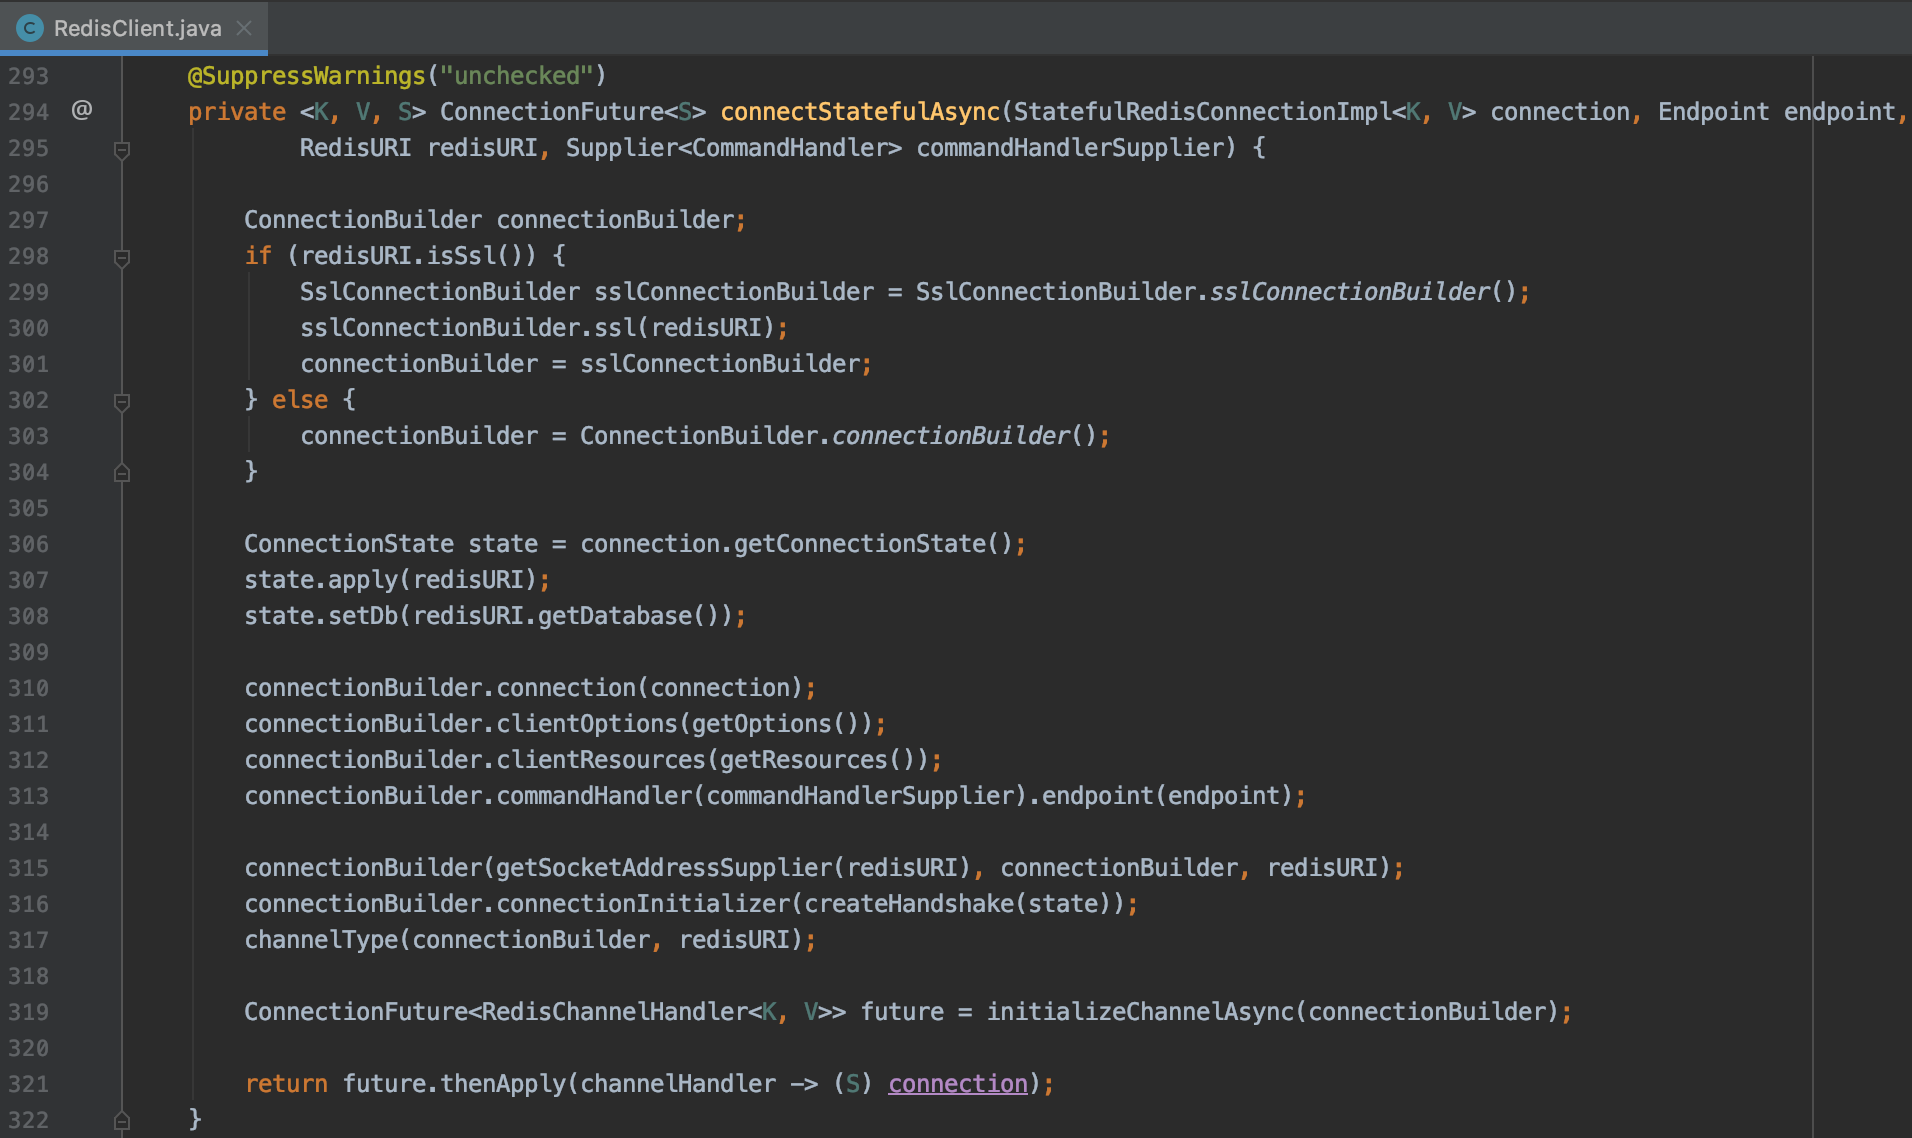 C RedisClient.java
293 @SuppressWarnings("unchecked")
294 @ private <K, V, S> ConnectionFuture<S> connectStatefulAsync(StatefulRedisConnectionImpl<K, V> connection, Endpoint endpoint,
295 RedisURI redisURI, Supplier<CommandHandler> commandHandlerSupplier) {
296
297 ConnectionBuilder connectionBuilder;
298 if (redisURI.isSsl()) {
299 SslConnectionBuilder sslConnectionBuilder = SslConnectionBuilder.sslConnectionBuilder();
300 sslConnectionBuilder.ssl(redisURI);
301 connectionBuilder = sslConnectionBuilder;
302 } else {
303 connectionBuilder = ConnectionBuilder.connectionBuilder();
304 }
305
306 ConnectionState state = connection.getConnectionState();
307 state.apply(redisURI);
308 state.setDb(redisURI.getDatabase());
309
310 connectionBuilder.connection(connection);
311 connectionBuilder.clientOptions(getOptions());
312 connectionBuilder.clientResources(getResources());
313 connectionBuilder.commandHandler(commandHandlerSupplier).endpoint(endpoint);
314
315 connectionBuilder(getSocketAddressSupplier(redisURI), connectionBuilder, redisURI);
316 connectionBuilder.connectionInitializer(createHandshake(state));
317 channelType(connectionBuilder, redisURI);
318
319 ConnectionFuture<RedisChannelHandler<K, V>> future = initializeChannelAsync(connectionBuilder);
320
321 return future.thenApply(channelHandler -> (S) connection);
322 }